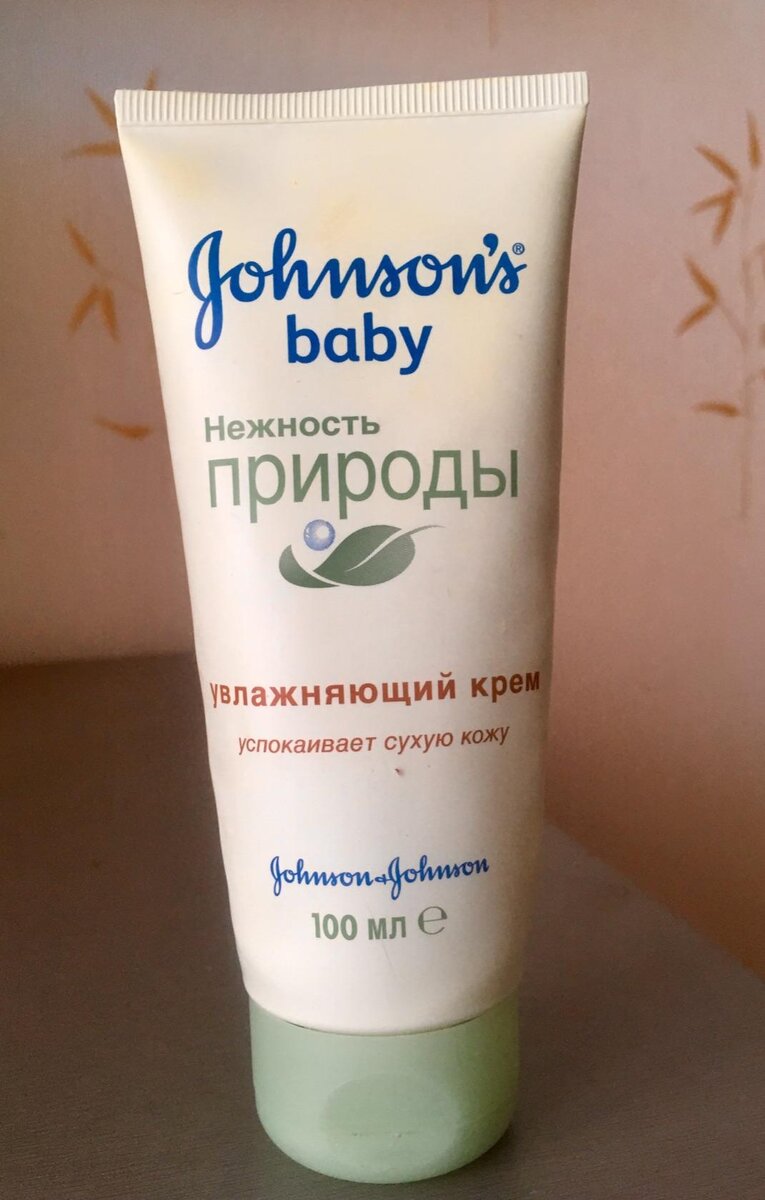 Johnson's®
baby
Нежность
природы
увлажняющий крем
успокаивает сухую кожу
Johnson & Johnson
100 мл ℮